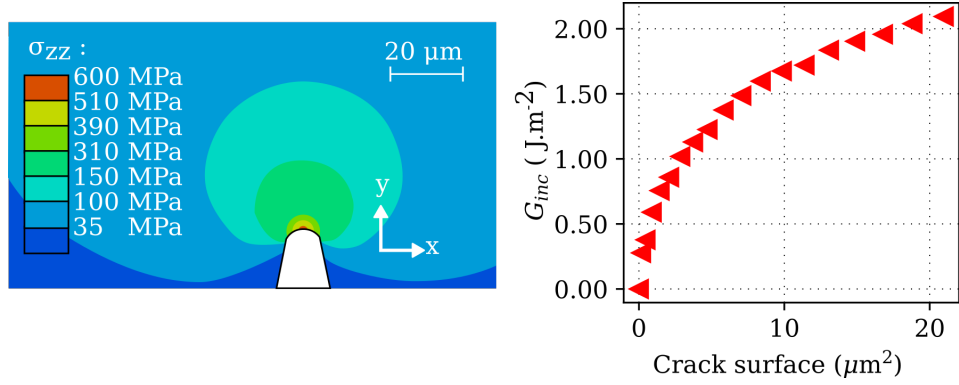 σzz :
600 MPa
510 MPa
390 MPa
310 MPa
150 MPa
100 MPa
35 MPa
20 μm
y
x
2.00
1.50
1.00
0.50
0.00
Ginc ( J.m-2)
0
10
20
Crack surface (μm²)